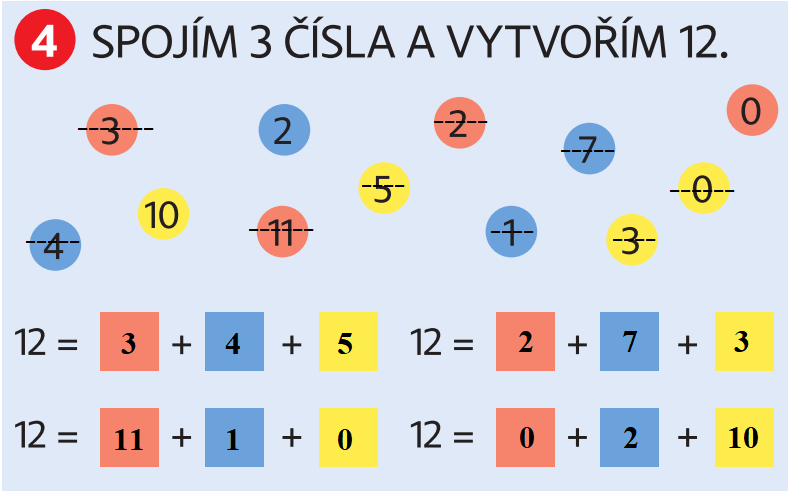 4 SPOJÍM 3 ČÍSLA A VYTVOŘÍM 12.
3 2 2 7 0
4 10 11 5 1 3 0
12 = 3 + 4 + 5 12 = 2 + 7 + 3
12 = 11 + 1 + 0 12 = 0 + 2 + 10